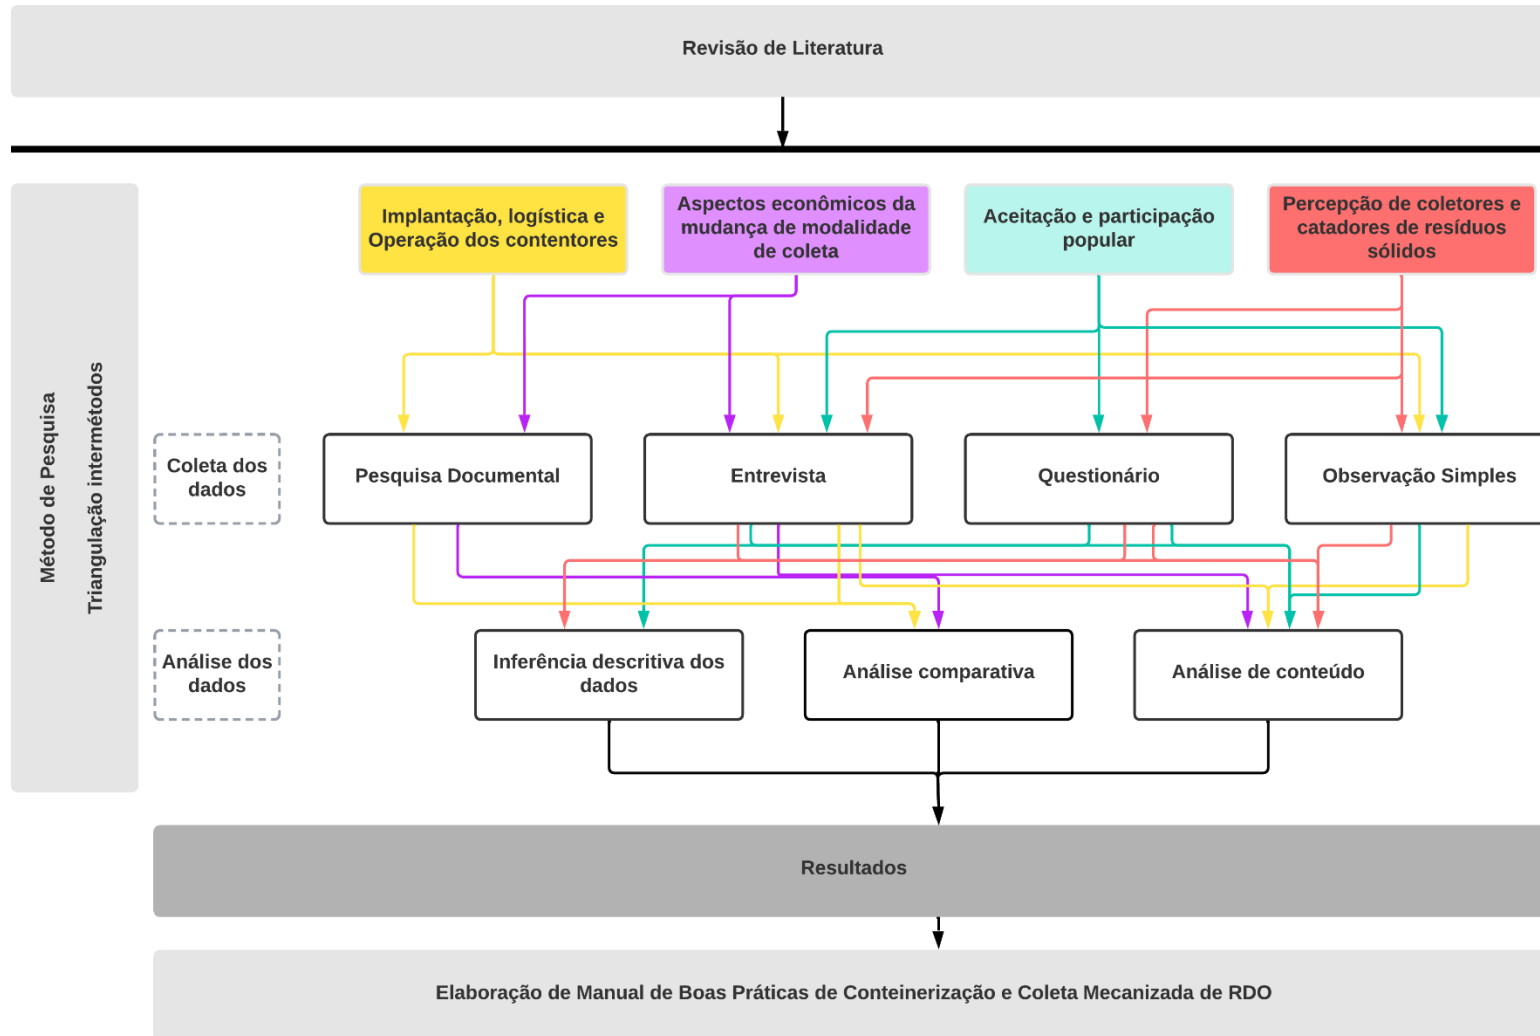 Revisão de Literatura
Implantação, logística e
Operação dos contentores
Aspectos econômicos da
mudança de modalidade
de coleta
Aceitação e participação
popular
Percepção de coletores e
catadores de resíduos
sólidos
Método de Pesquisa
Triangulação intermétodos
Coleta dos
dados
Pesquisa Documental
Entrevista
Questionário
Observação Simples
Análise dos
dados
Inferência descritiva dos
dados
Análise comparativa
Análise de conteúdo
Resultados
Elaboração de Manual de Boas Práticas de Conteinerização e Coleta Mecanizada de RDO